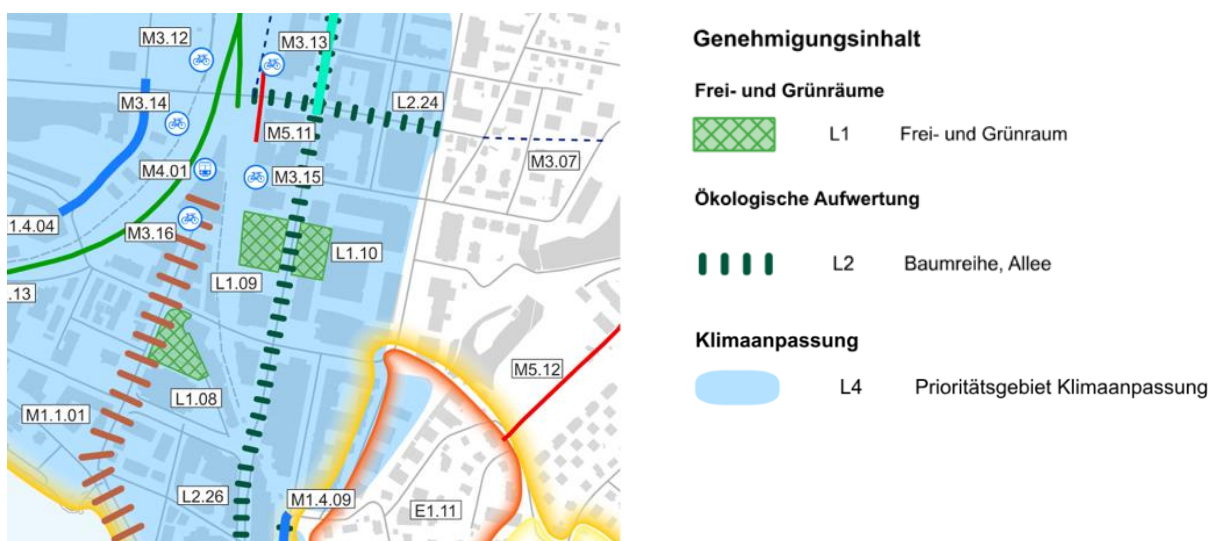 M3.12
M3.13
M3.14
L2.24
M5.11
M3.07
M4.01
M3.15
1.4.04
M3.16
L1.10
L1.09
.13
M5.12
L1.08
M1.1.01
L2.26
M1.4.09
E1.11
Genehmigungsinhalt
Frei- und Grünräume
L1 Frei- und Grünraum
Ökologische Aufwertung
L2 Baumreihe, Allee
Klimaanpassung
L4 Prioritätsgebiet Klimaanpassung